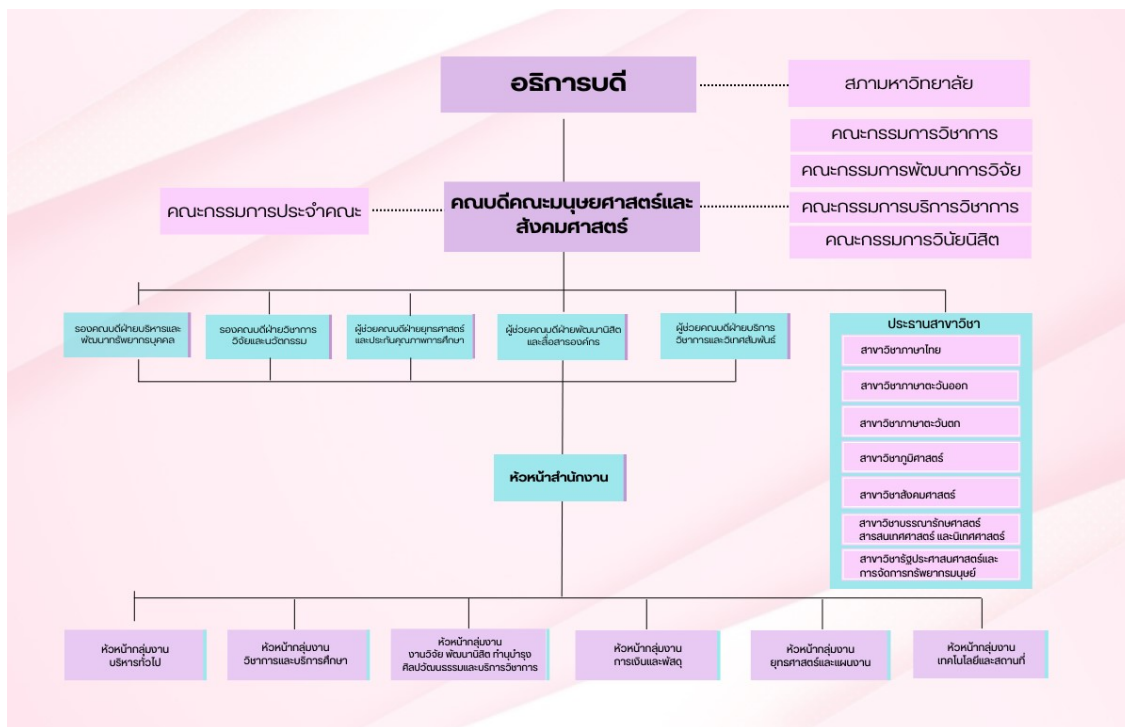 อธิการบดี
สภามหาวิทยาลัย
คณะกรรมการวิชาการ
คณะกรรมการพัฒนาการวิจัย
คณะกรรมการประจำคณะ
คณบดีคณะมนุษยศาสตร์และ
สังคมศาสตร์
คณะกรรมการบริการวิชาการ
คณะกรรมการวินัยนิสิต
รองคณบดีฝ่ายบริหารและ
พัฒนาทรัพยากรบุคคล
รองคณบดีฝ่ายวิชาการ
วิจัยและนวัตกรรม
ผู้ช่วยคณบดีฝ่ายยุทธศาสตร์
และประกันคุณภาพการศึกษา
ผู้ช่วยคณบดีฝ่ายพัฒนานิสิต
และสื่อสารองค์กร
ผู้ช่วยคณบดีฝ่ายบริการ
วิชาการและวิเทศสัมพันธ์
ประธานสาขาวิชา
สาขาวิชาภาษาไทย
สาขาวิชาภาษาตะวันออก
สาขาวิชาภาษาตะวันตก
สาขาวิชาภูมิศาสตร์
สาขาวิชาสังคมศาสตร์
สาขาวิชาบรรณารักษศาสตร์
สารสนเทศศาสตร์ และนิเทศศาสตร์
สาขาวิชารัฐประศาสนศาสตร์และ
การจัดการทรัพยากรมนุษย์
หัวหน้าสำนักงาน
หัวหน้ากลุ่มงาน
บริหารทั่วไป
หัวหน้ากลุ่มงาน
วิชาการและบริการศึกษา
หัวหน้ากลุ่มงาน
งานวิจัย พัฒนานิสิต ทำนุบำรุง
ศิลปวัฒนธรรมและบริการวิชาการ
หัวหน้ากลุ่มงาน
การเงินและพัสดุ
หัวหน้ากลุ่มงาน
ยุทธศาสตร์และแผนงาน
หัวหน้ากลุ่มงาน
เทคโนโลยีและสถานที่